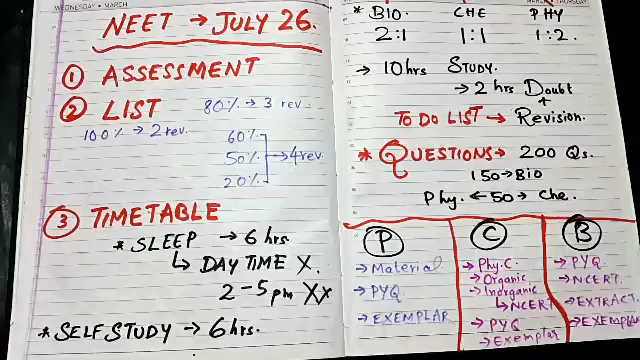 WEDNESDAY • MARCH
NEET → JULY 26.
1 ASSESSMENT
2 LIST 80% → 3 rev.
100% → 2 rev.
60%
50% → 4 rev.
20%
3 TIMETABLE
* SLEEP → 6 hrs.
↳ DAY TIME X.
2-5 pm XX
* SELF STUDY → 6 hrs.
* BIO CHE PHY
2:1 1:1 1:2.
→ 10 hrs STUDY.
→ 2 hrs Doubt
+
TO DO LIST → Revision.
* QUESTIONS → 200 Qs.
150 → Bio
Phy. ← 50 → Che.
P
→ Material
→ PYQ
→ EXEMPLAR
C
→ Phy. C
→ Organic
→ Inorganic
↳ NCERT
→ PYQ
→ Exemplar
B
→ PYQ
→ NCERT.
→ EXTRACT.
→ EXEMPLAR